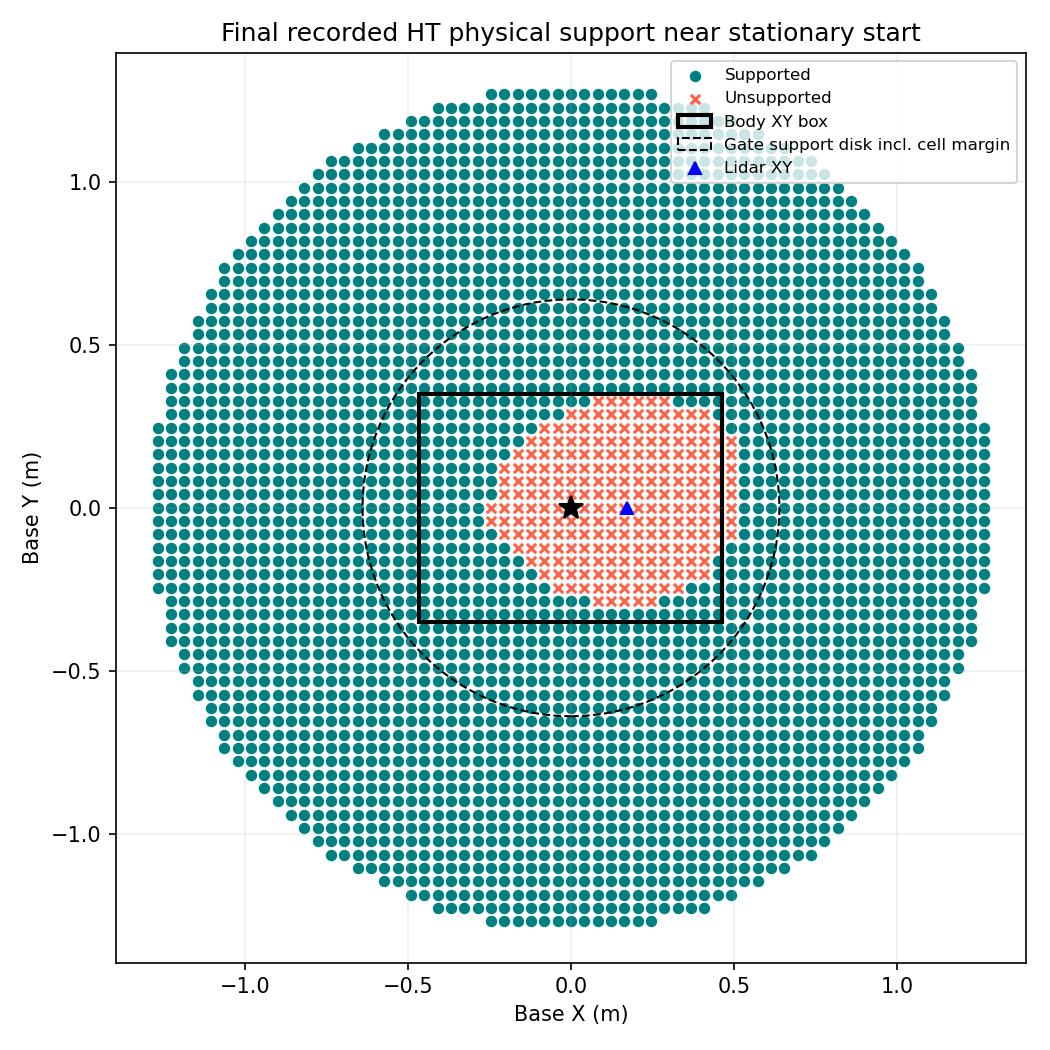 Final recorded HT physical support near stationary start
Supported
Unsupported
Body XY box
Gate support disk incl. cell margin
Lidar XY
1.0
0.5
0.0
−0.5
−1.0
Base Y (m)
−1.0
−0.5
0.0
0.5
1.0
Base X (m)